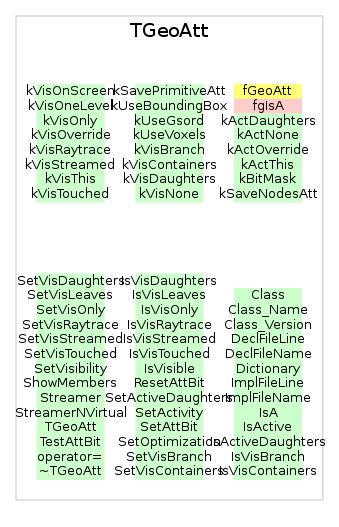 TGeoAtt
kVisOnScreen kSavePrimitiveAtt fGeoAtt
kVisOneLevel kUseBoundingBox fgIsA
kVisOnly kUseGsord kActDaughters
kVisOverride kUseVoxels kActNone
kVisRaytrace kVisBranch kActOverride
kVisStreamed kVisContainers kActThis
kVisThis kVisDaughters kBitMask
kVisTouched kVisNone kSaveNodesAtt
SetVisDaughters IsVisDaughters
SetVisLeaves IsVisLeaves Class
SetVisOnly IsVisOnly Class_Name
SetVisRaytrace IsVisRaytrace Class_Version
SetVisStreamed IsVisStreamed DeclFileLine
SetVisTouched IsVisTouched DeclFileName
SetVisibility IsVisible Dictionary
ShowMembers ResetAttBit ImplFileLine
Streamer SetActiveDaughters ImplFileName
StreamerNVirtual SetActivity IsA
TGeoAtt SetAttBit IsActive
TestAttBit SetOptimization IsActiveDaughters
operator= SetVisBranch IsVisBranch
~TGeoAtt SetVisContainers IsVisContainers